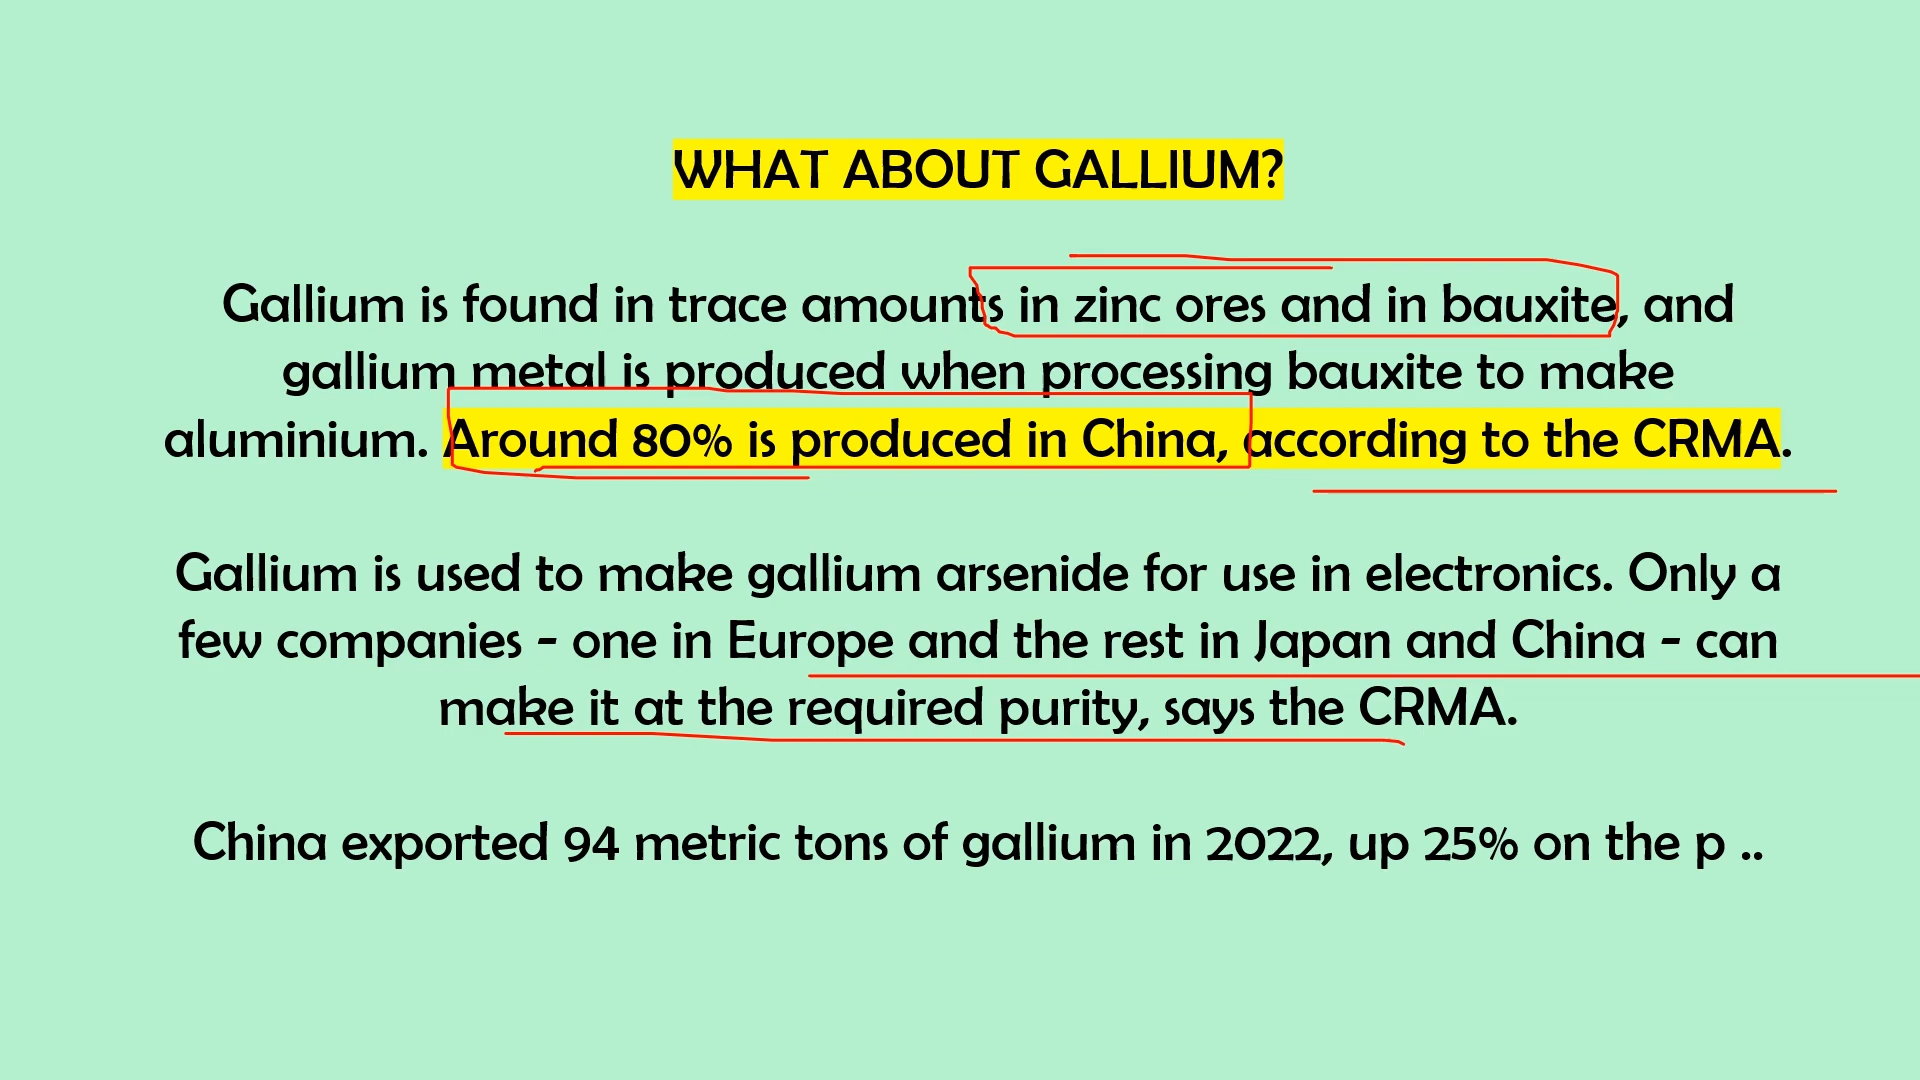 WHAT ABOUT GALLIUM?
Gallium is found in trace amounts in zinc ores and in bauxite, and
gallium metal is produced when processing bauxite to make
aluminium. Around 80% is produced in China, according to the CRMA.
Gallium is used to make gallium arsenide for use in electronics. Only a
few companies - one in Europe and the rest in Japan and China - can
make it at the required purity, says the CRMA.
China exported 94 metric tons of gallium in 2022, up 25% on the p ..